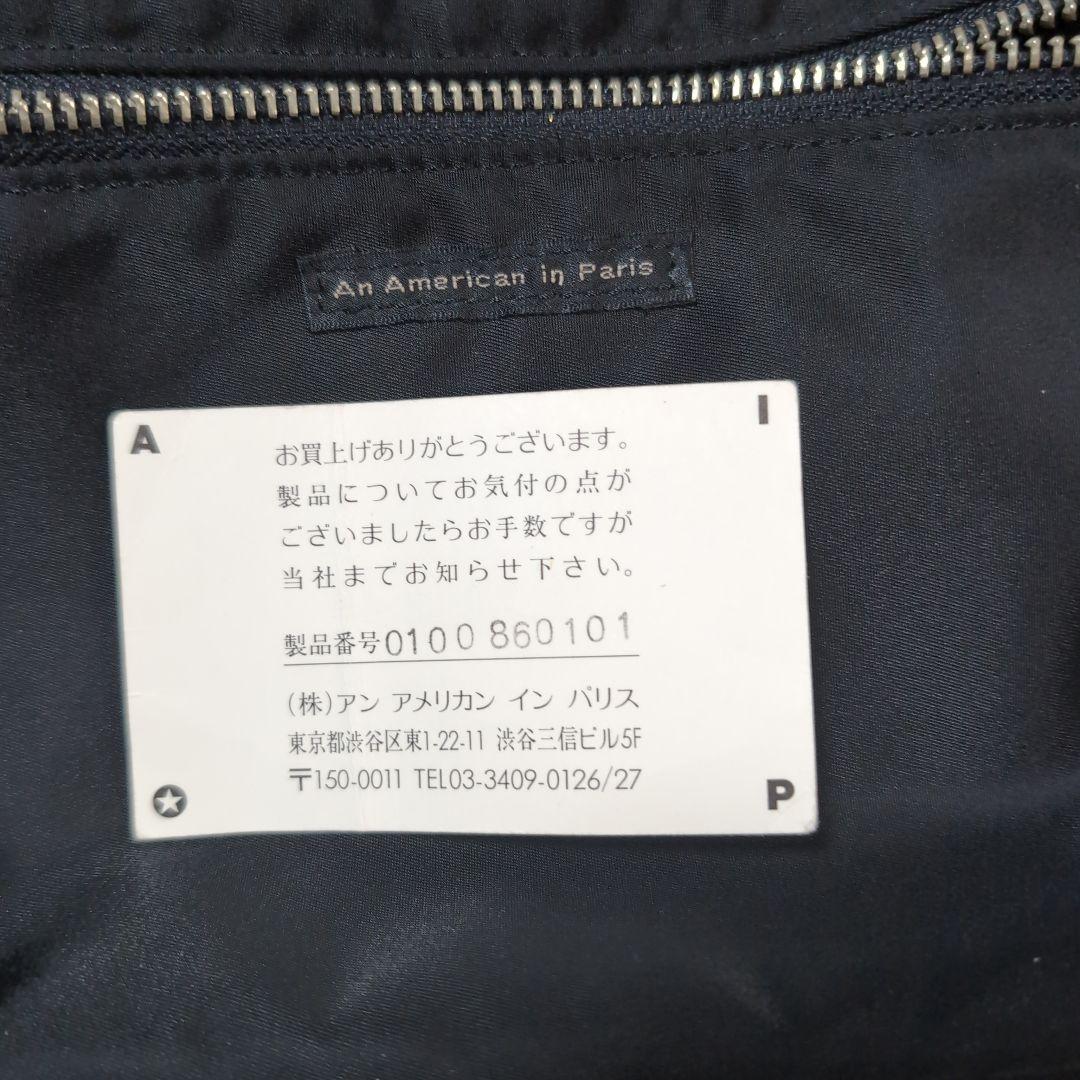 An American in Paris
A
I
お買上げありがとうございます。
製品についてお気付の点が
ございましたらお手数ですが
当社までお知らせ下さい。
製品番号0100 860101
(株)アン アメリカン イン パリス
東京都渋谷区東1-22-11 渋谷三信ビル5F
〒150-0011 TEL03-3409-0126/27
P